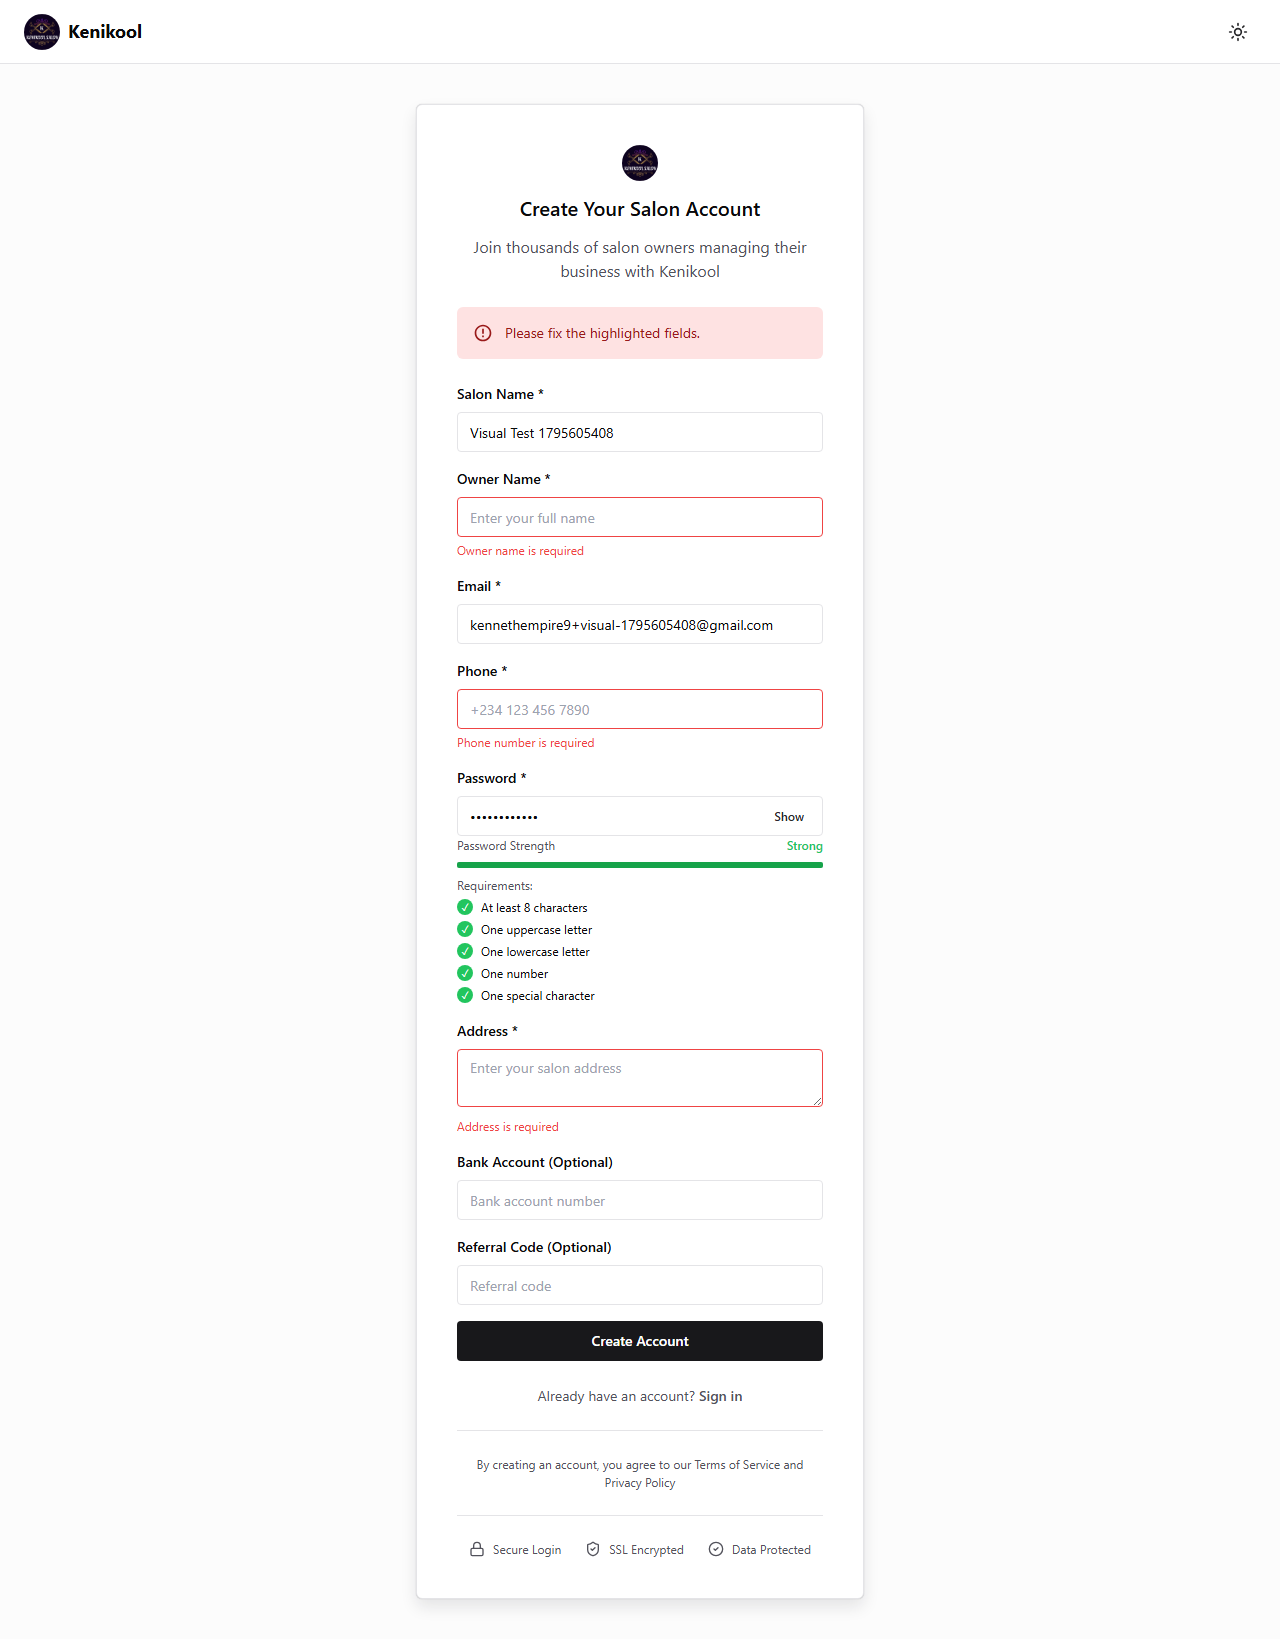 Kenikool
Create Your Salon Account
Join thousands of salon owners managing their
business with Kenikool
Please fix the highlighted fields.
Salon Name *
Visual Test 1795605408
Owner Name *
Enter your full name
Owner name is required
Email *
kennethempire9+visual-1795605408@gmail.com
Phone *
+234 123 456 7890
Phone number is required
Password *
••••••••••••
Show
Password Strength
Strong
Requirements:
✓ At least 8 characters
✓ One uppercase letter
✓ One lowercase letter
✓ One number
✓ One special character
Address *
Enter your salon address
Address is required
Bank Account (Optional)
Bank account number
Referral Code (Optional)
Referral code
Create Account
Already have an account? Sign in
By creating an account, you agree to our Terms of Service and
Privacy Policy
Secure Login
SSL Encrypted
Data Protected